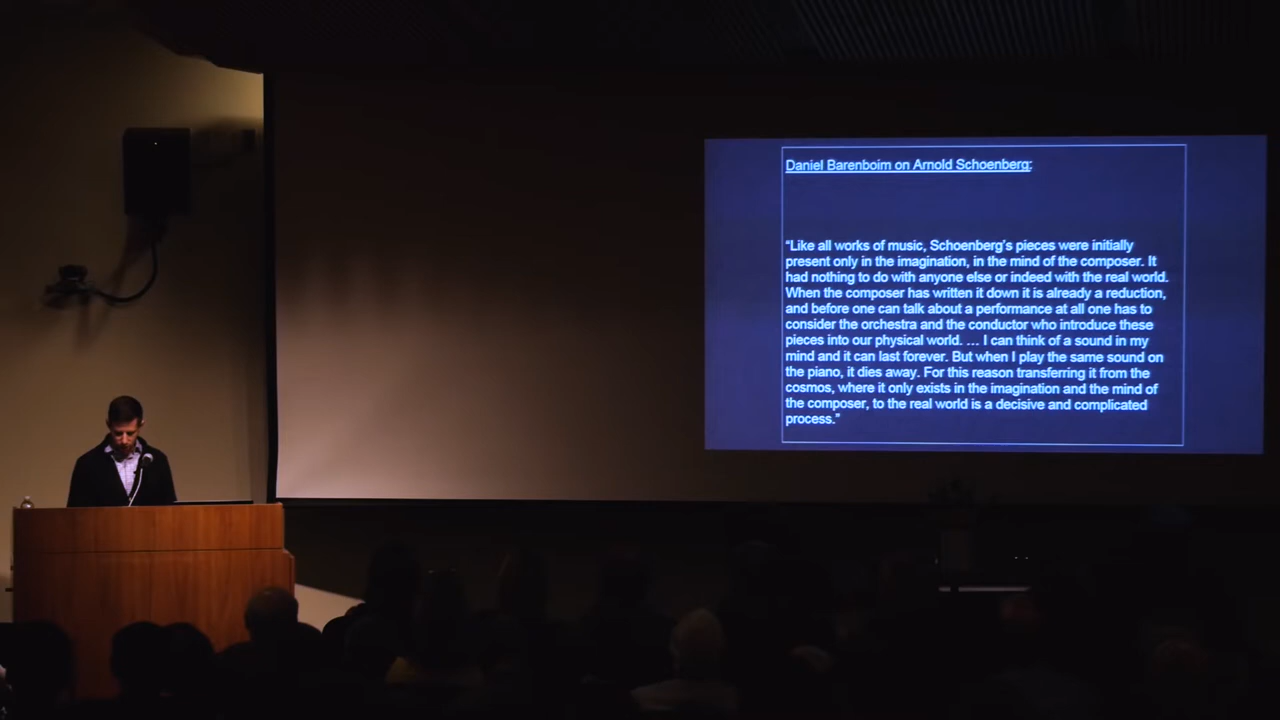 Daniel Barenboim on Arnold Schoenberg:
“Like all works of music, Schoenberg’s pieces were initially
present only in the imagination, in the mind of the composer. It
had nothing to do with anyone else or indeed with the real world.
When the composer has written it down it is already a reduction,
and before one can talk about a performance at all one has to
consider the orchestra and the conductor who introduce these
pieces into our physical world. … I can think of a sound in my
mind and it can last forever. But when I play the same sound on
the piano, it dies away. For this reason transferring it from the
cosmos, where it only exists in the imagination and the mind of
the composer, to the real world is a decisive and complicated
process.”